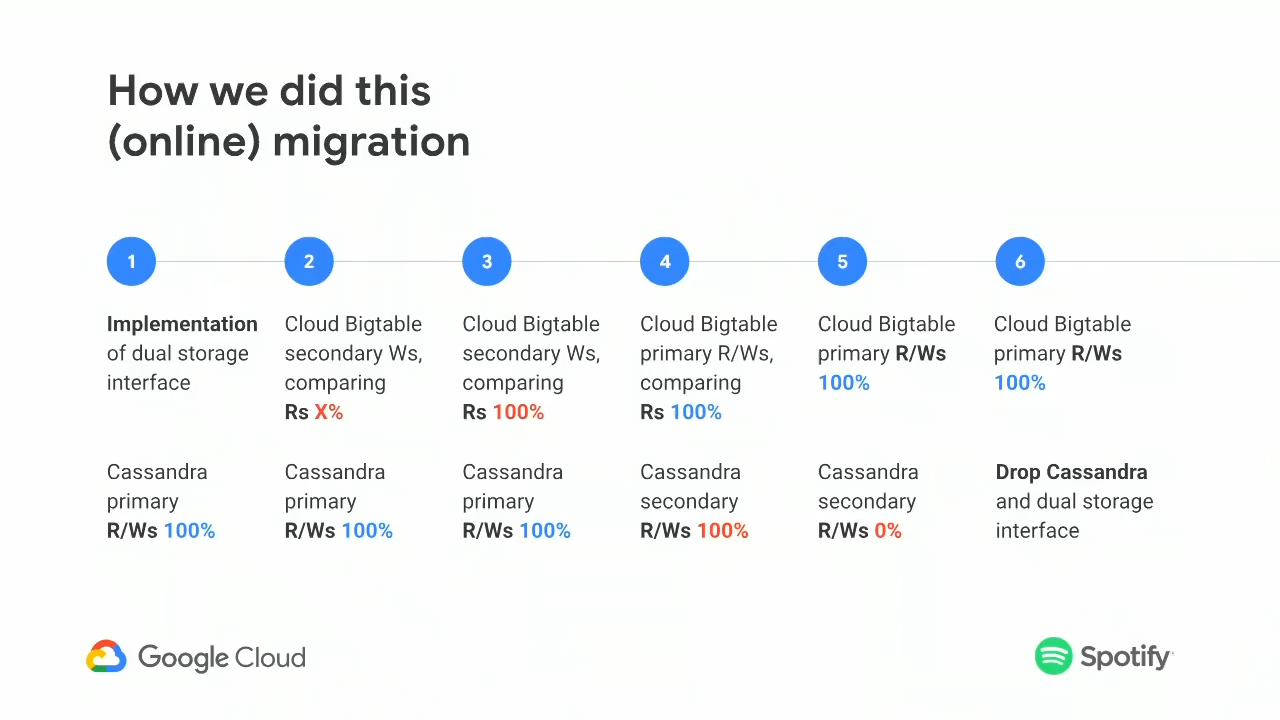 How we did this
(online) migration
1
Implementation
of dual storage
interface
Cassandra
primary
R/Ws 100%
2
Cloud Bigtable
secondary Ws,
comparing
Rs X%
Cassandra
primary
R/Ws 100%
3
Cloud Bigtable
secondary Ws,
comparing
Rs 100%
Cassandra
primary
R/Ws 100%
4
Cloud Bigtable
primary R/Ws,
comparing
Rs 100%
Cassandra
secondary
R/Ws 100%
5
Cloud Bigtable
primary R/Ws
100%
Cassandra
secondary
R/Ws 0%
6
Cloud Bigtable
primary R/Ws
100%
Drop Cassandra
and dual storage
interface
Google Cloud
Spotify